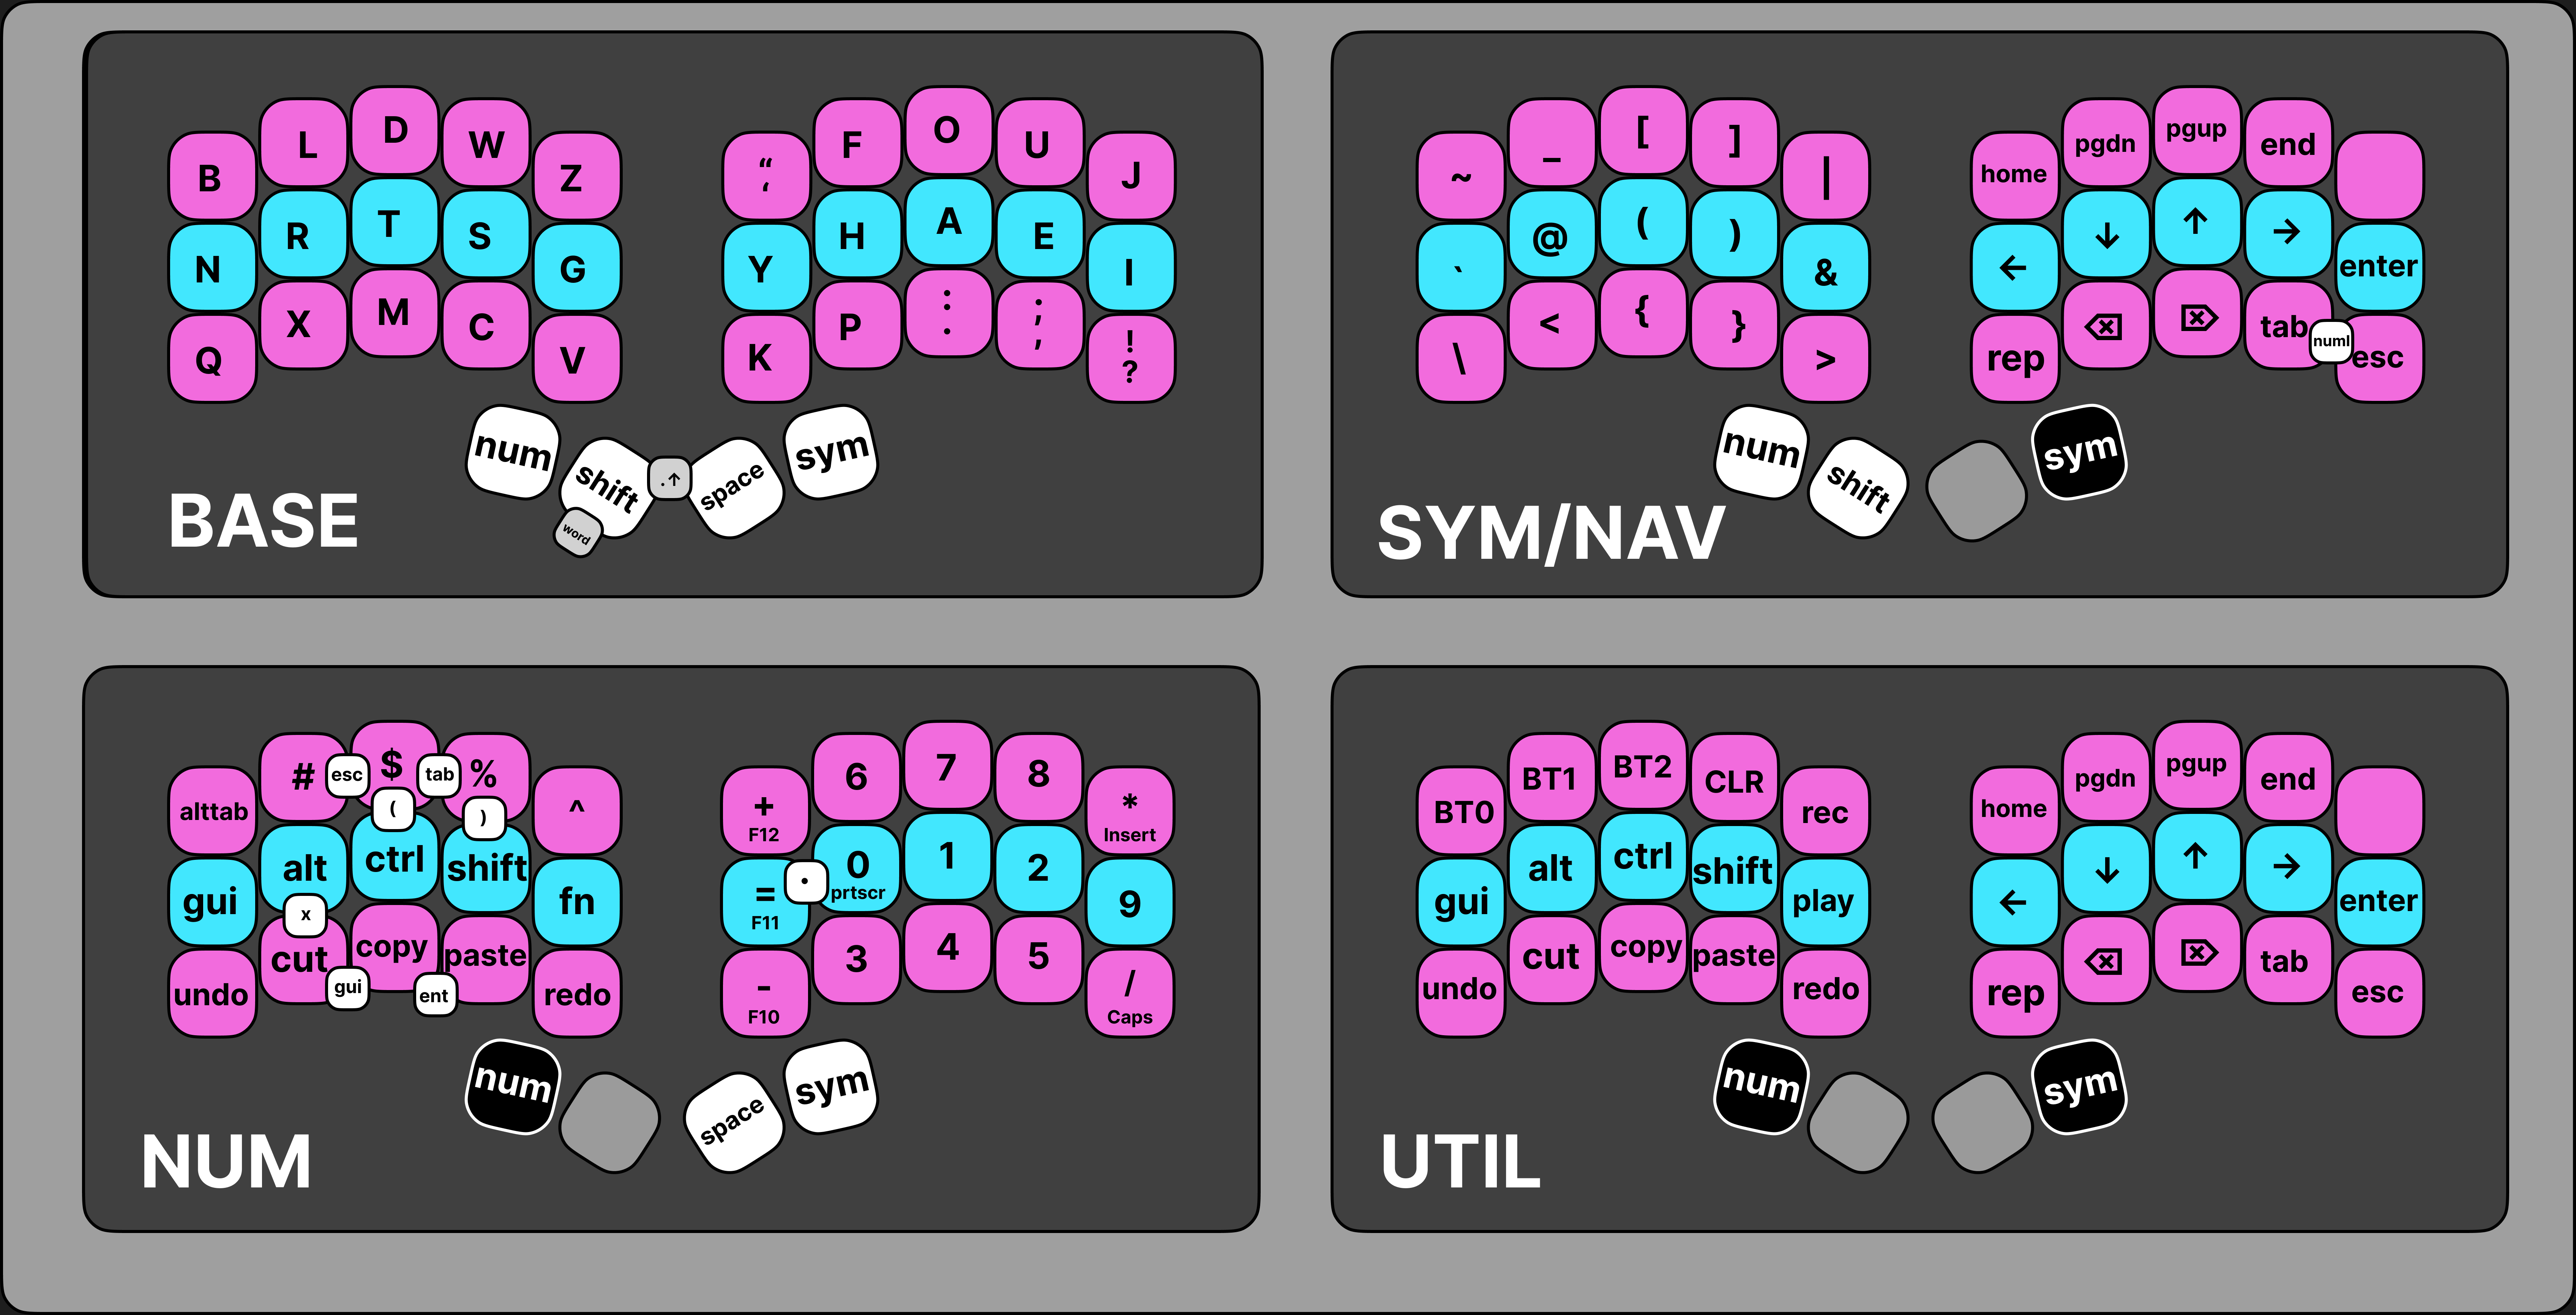 B L D W Z “ F O U J
‘
N R T S G Y H A E I
Q X M C V K P : ; !
. , ?
num shift .↑ space sym
word
BASE
~ _ [ ] | home pgdn pgup end
` @ ( ) & ← ↓ ↑ → enter
\ < { } > rep ⌫ ⌦ tab numl esc
num shift sym
SYM/NAV
alttab # esc $ tab % ^ + 6 7 8 *
F12 Insert
( )
gui alt ctrl shift fn = • 0 1 2 9
F11 prtscr
x
undo cut copy paste redo - 3 4 5 /
gui ent F10 Caps
num space sym
NUM
BT0 BT1 BT2 CLR rec home pgdn pgup end
gui alt ctrl shift play ← ↓ ↑ → enter
undo cut copy paste redo rep ⌫ ⌦ tab esc
num sym
UTIL